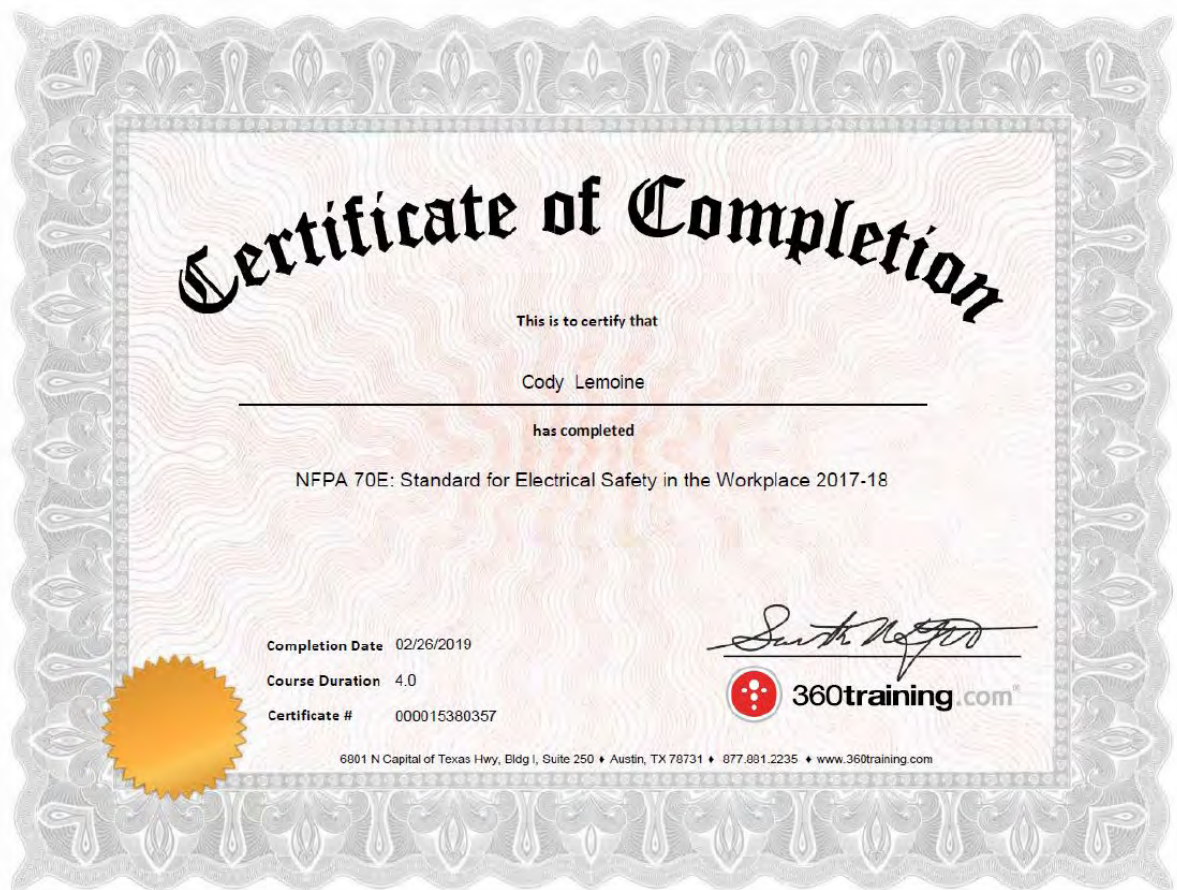 Certificate of Completion
This is to certify that
Cody Lemoine
has completed
NFPA 70E: Standard for Electrical Safety in the Workplace 2017-18
Completion Date 02/26/2019
Course Duration 4.0
Certificate # 000015380357
360training.com®
6801 N Capital of Texas Hwy, Bldg I, Suite 250 ♦ Austin, TX 78731 ♦ 877.881.2235 ♦ www.360training.com